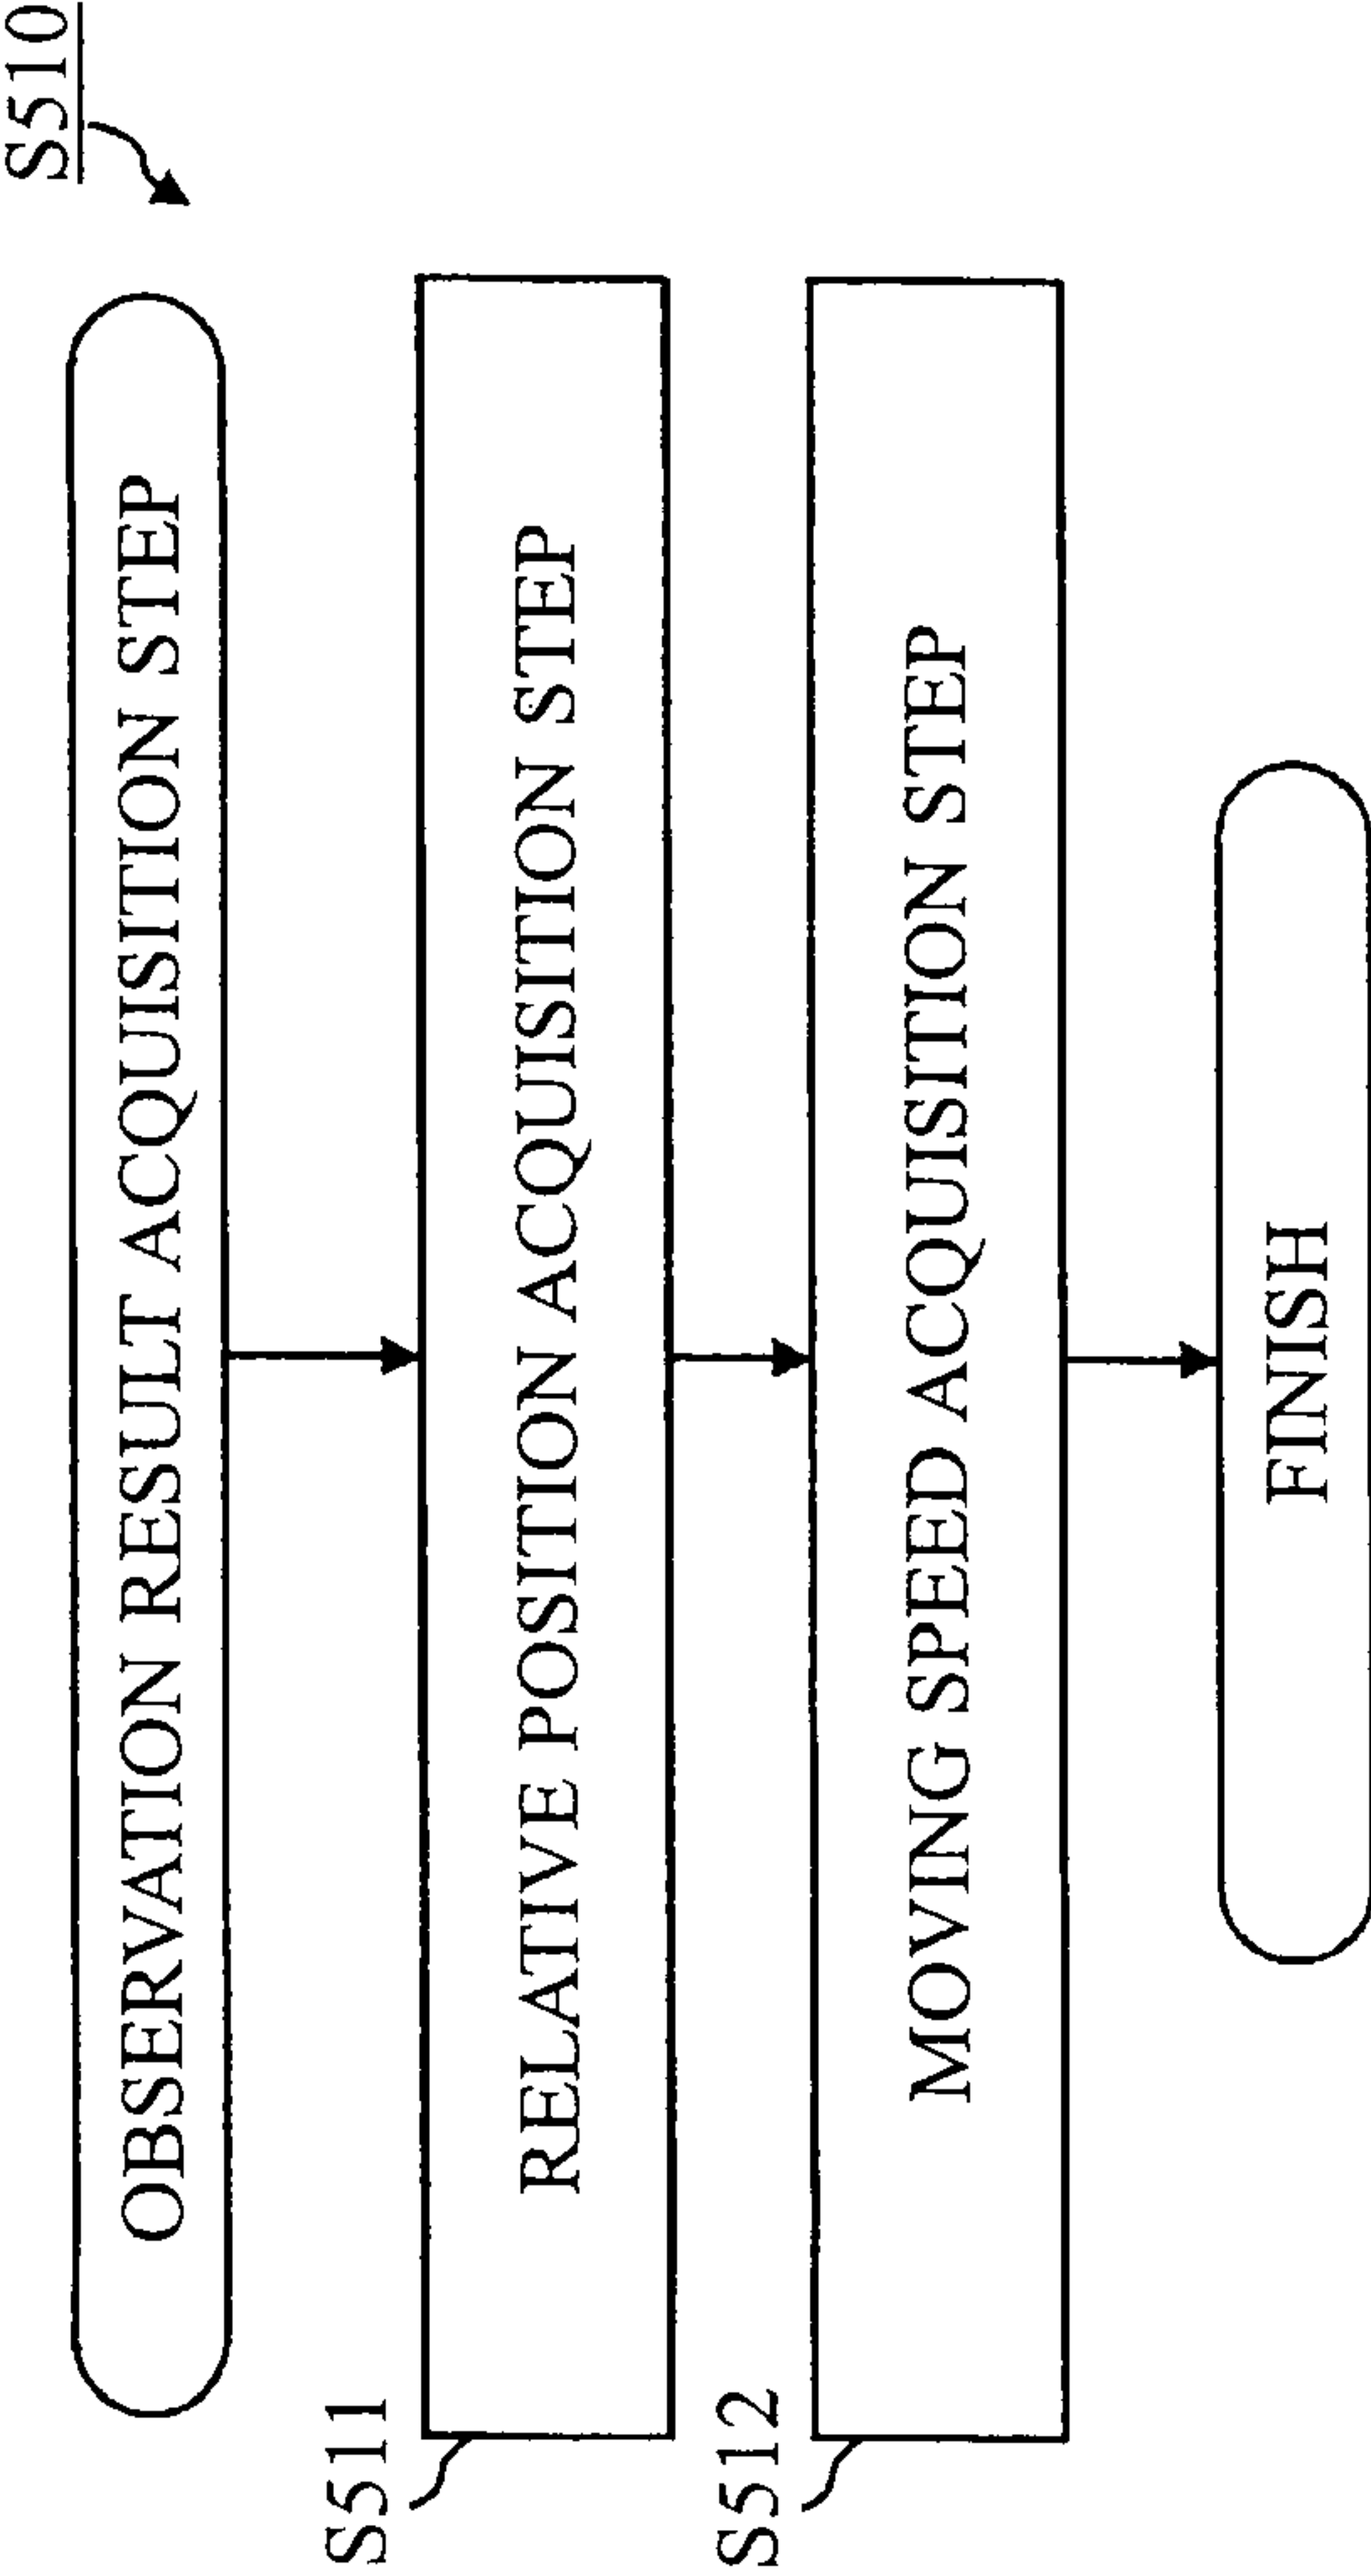 S510
OBSERVATION RESULT ACQUISITION STEP
S511
RELATIVE POSITION ACQUISITION STEP
S512
MOVING SPEED ACQUISITION STEP
FINISH